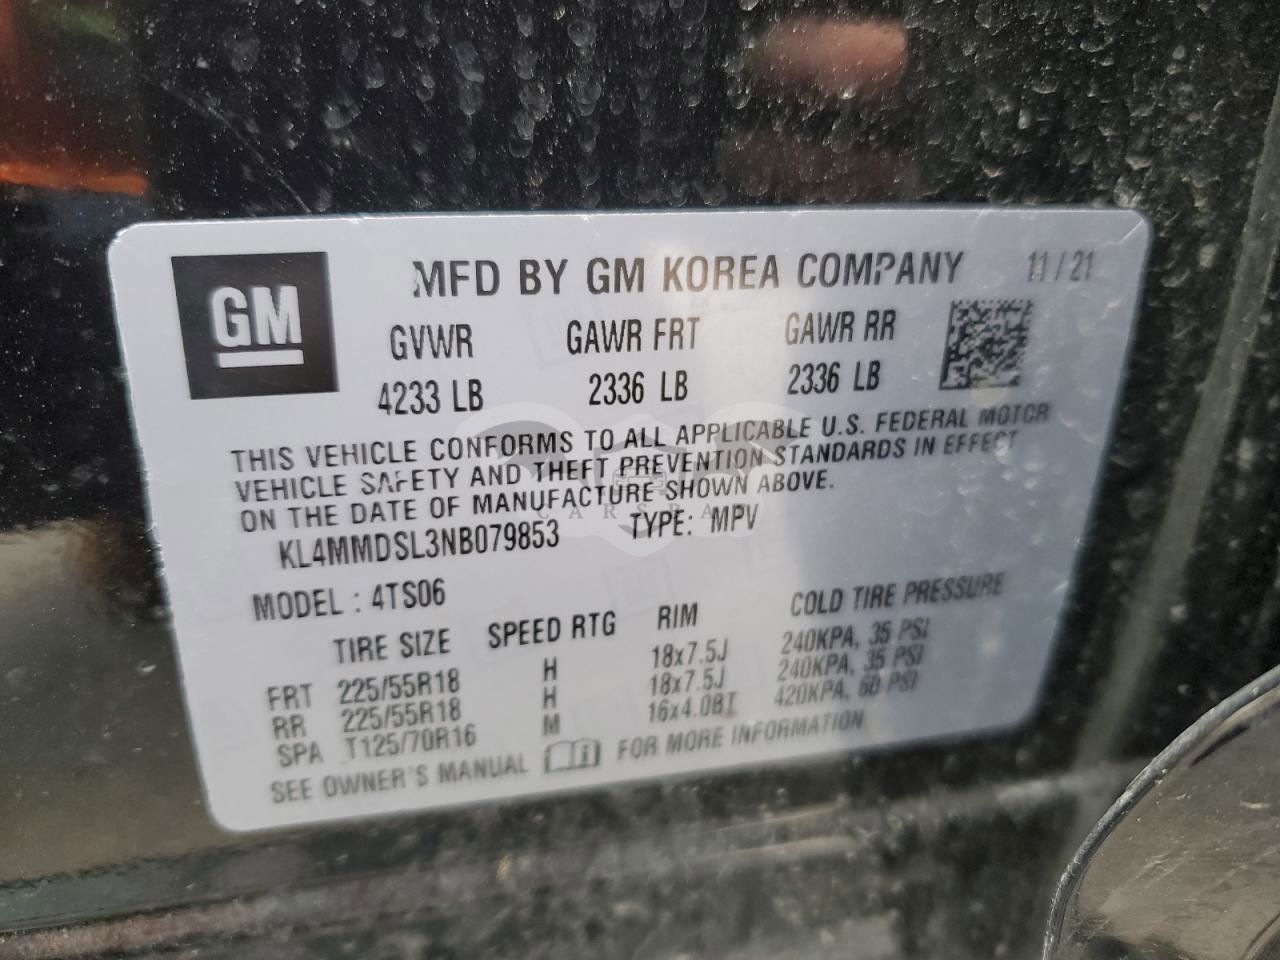 GM
MFD BY GM KOREA COMPANY 11/21
GVWR GAWR FRT GAWR RR
4233 LB 2336 LB 2336 LB
THIS VEHICLE CONFORMS TO ALL APPLICABLE U.S. FEDERAL MOTOR
VEHICLE SAFETY AND THEFT PREVENTION STANDARDS IN EFFECT
ON THE DATE OF MANUFACTURE SHOWN ABOVE.
KL4MMDSL3NB079853 TYPE: MPV
MODEL : 4TS06
TIRE SIZE SPEED RTG RIM COLD TIRE PRESSURE
FRT 225/55R18 H 18x7.5J 240KPA, 35 PSI
RR 225/55R18 H 18x7.5J 240KPA, 35 PSI
SPA T125/70R16 M 16x4.0BT 420KPA, 60 PSI
SEE OWNER'S MANUAL FOR MORE INFORMATION